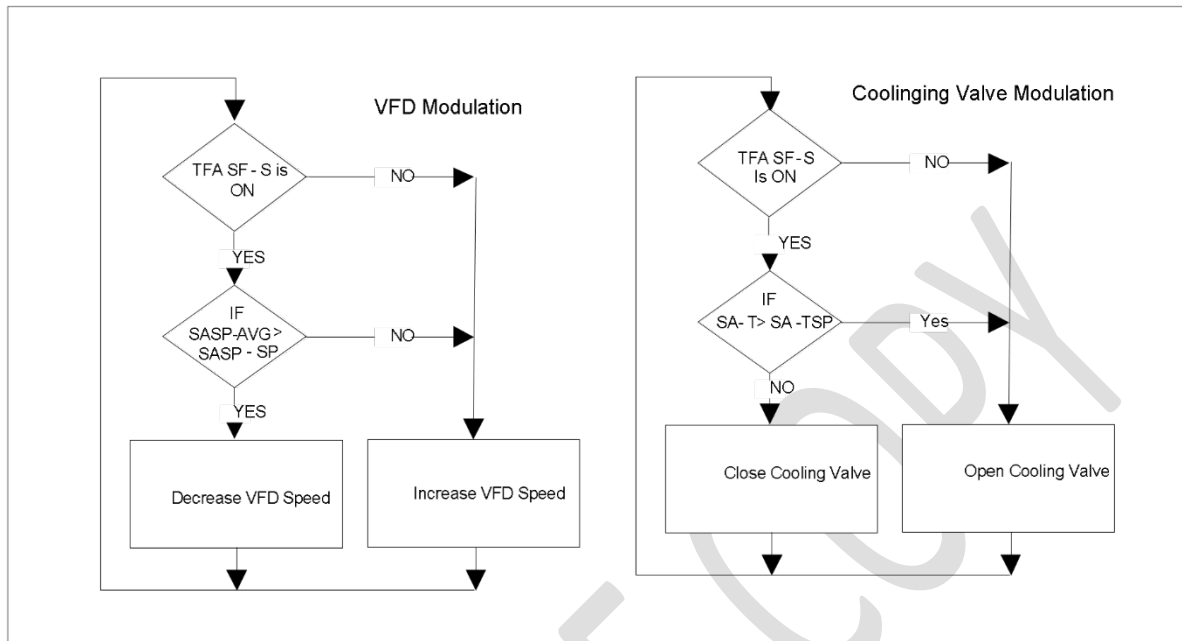 VFD Modulation
TFA SF - S is
ON
NO
YES
IF
SASP-AVG>
SASP - SP
NO
YES
Decrease VFD Speed
Increase VFD Speed
Coolinging Valve Modulation
TFA SF-S
Is ON
NO
YES
IF
SA- T> SA -TSP
Yes
NO
Close Cooling Valve
Open Cooling Valve
COPY